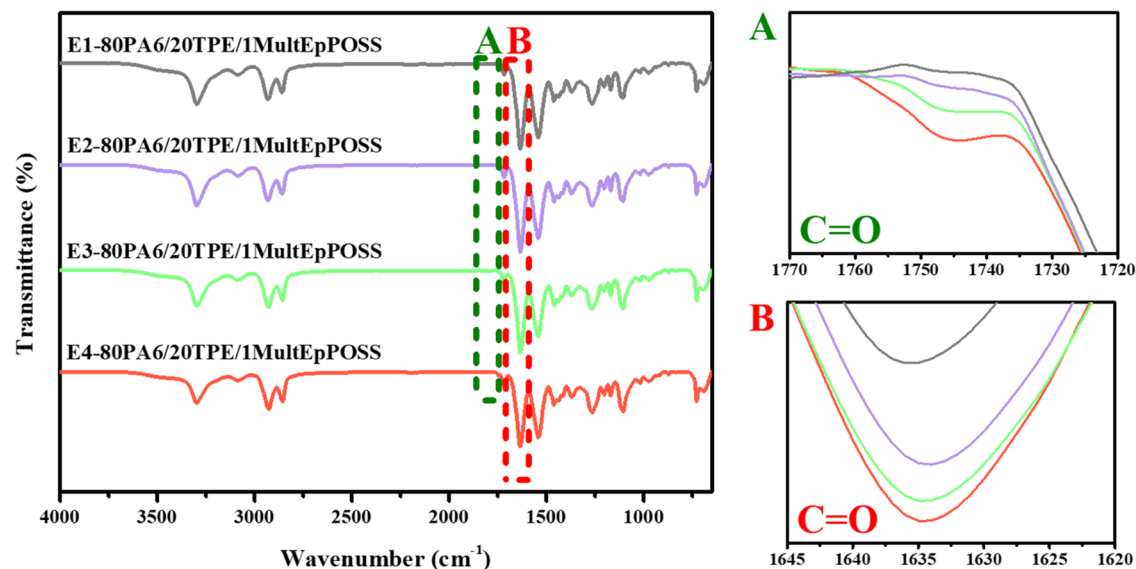 E1-80PA6/20TPE/1MultEpPOSS
E2-80PA6/20TPE/1MultEpPOSS
E3-80PA6/20TPE/1MultEpPOSS
E4-80PA6/20TPE/1MultEpPOSS
A B
Transmittance (%)
4000 3500 3000 2500 2000 1500 1000
Wavenumber (cm⁻¹)
A
C=O
1770 1760 1750 1740 1730 1720
B
C=O
1645 1640 1635 1630 1625 1620